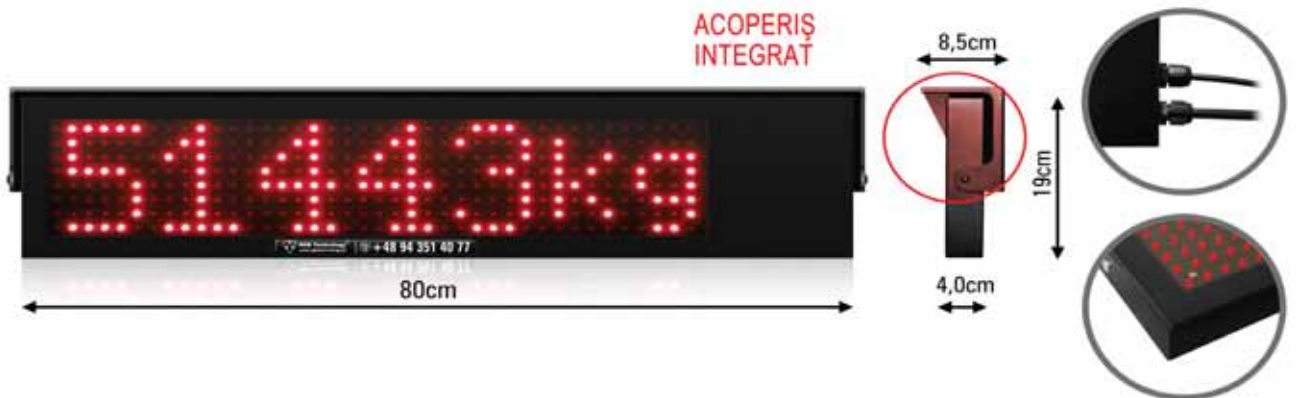 ACOPERIȘ
INTEGRAT
8,5cm
51443kg
19cm
+48 94 351 40 77
80cm
4,0cm